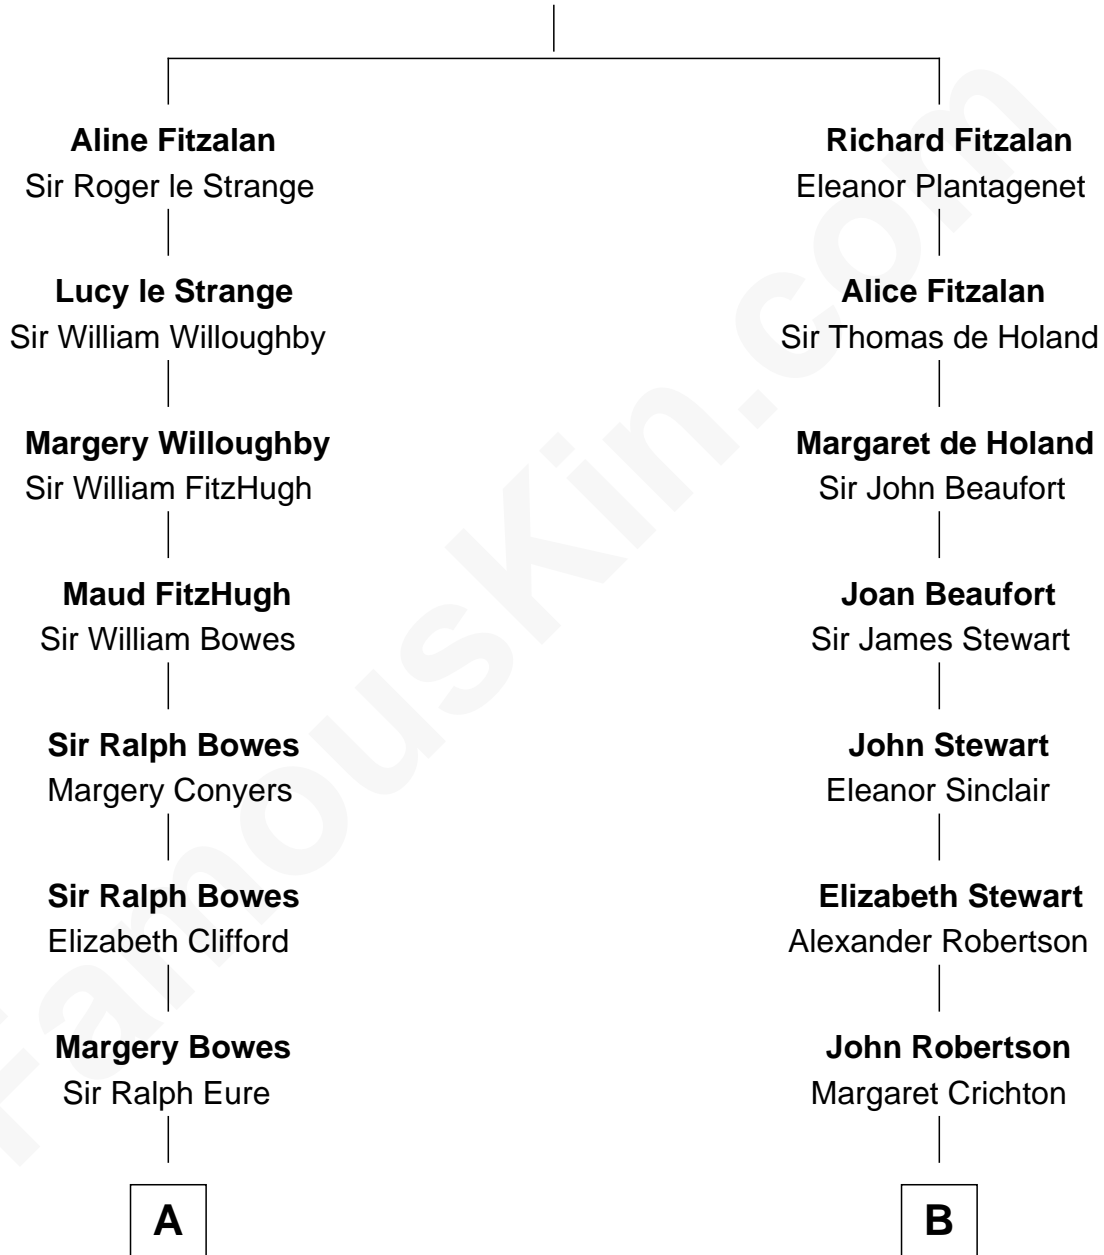 Aline Fitzalan
Sir Roger le Strange
Lucy le Strange
Sir William Willoughby
Margery Willoughby
Sir William FitzHugh
Maud FitzHugh
Sir William Bowes
Sir Ralph Bowes
Margery Conyers
Sir Ralph Bowes
Elizabeth Clifford
Margery Bowes
Sir Ralph Eure
A
Richard Fitzalan
Eleanor Plantagenet
Alice Fitzalan
Sir Thomas de Holand
Margaret de Holand
Sir John Beaufort
Joan Beaufort
Sir James Stewart
John Stewart
Eleanor Sinclair
Elizabeth Stewart
Alexander Robertson
John Robertson
Margaret Crichton
B
FamousKin.com